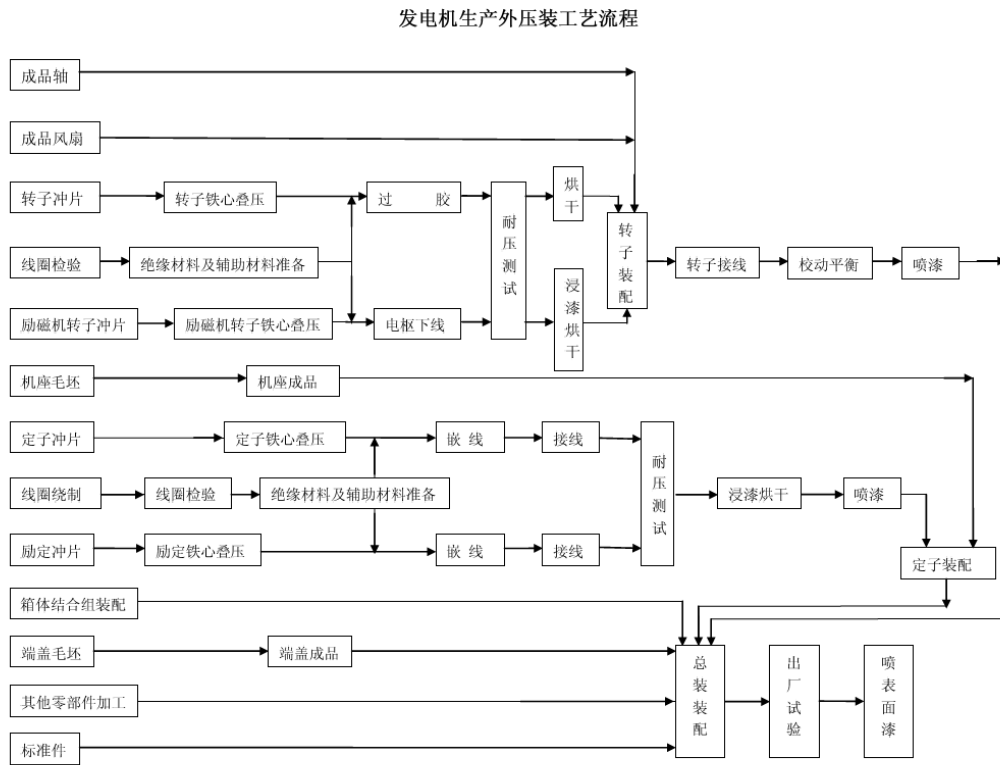 发电机生产外压装工艺流程
成品轴
成品风扇
转子冲片
转子铁心叠压
过 胶
耐压测试
烘干
转子装配
线圈检验
绝缘材料及辅助材料准备
转子接线
校动平衡
喷漆
励磁机转子冲片
励磁机转子铁心叠压
电枢下线
浸漆烘干
机座毛坯
机座成品
定子冲片
定子铁心叠压
嵌 线
接线
耐压测试
线圈绕制
线圈检验
绝缘材料及辅助材料准备
浸漆烘干
喷漆
励定冲片
励定铁心叠压
嵌 线
接线
定子装配
箱体结合组装配
端盖毛坯
端盖成品
总装装配
出厂试验
喷表面漆
其他零部件加工
标准件